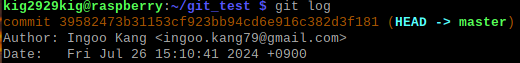 kig2929kig@raspberry:~/git_test $ git log
commit 39582473b31153cf923bb94cd6e916c382d3f181 (HEAD -> master)
Author: Ingoo Kang <ingoo.kang79@gmail.com>
Date:   Fri Jul 26 15:10:41 2024 +0900